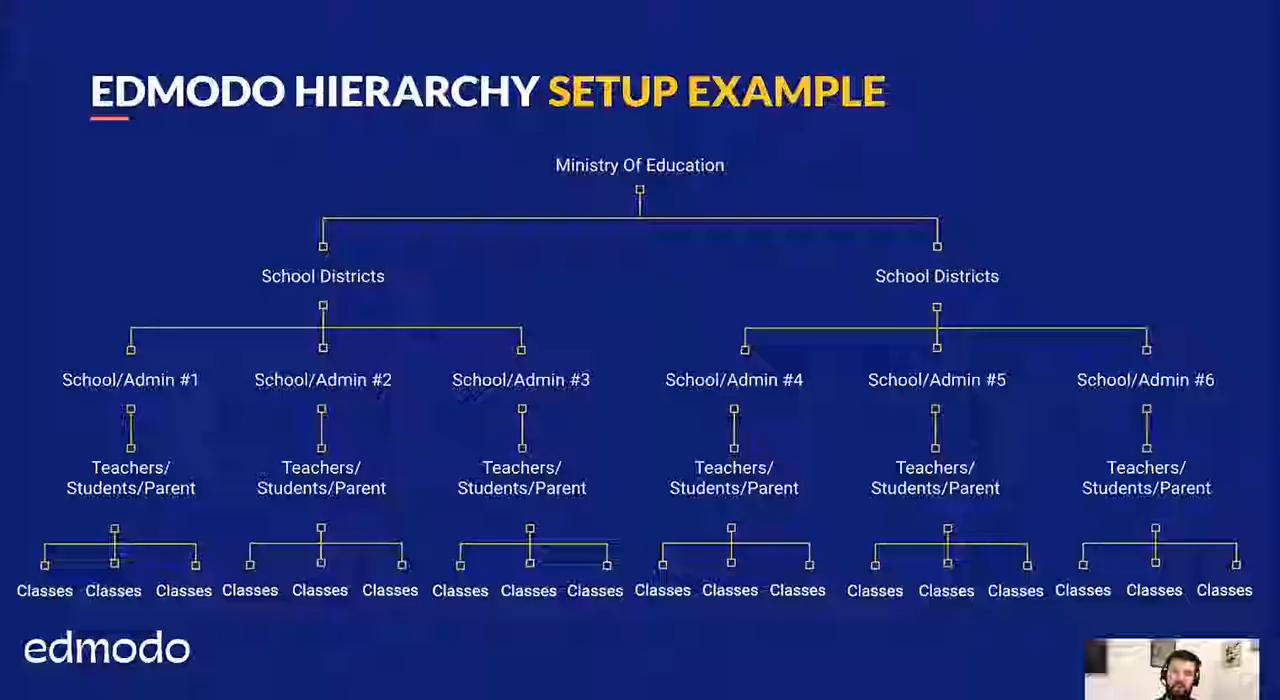 EDMODO HIERARCHY SETUP EXAMPLE
Ministry Of Education
School Districts School Districts
School/Admin #1 School/Admin #2 School/Admin #3 School/Admin #4 School/Admin #5 School/Admin #6
Teachers/ Teachers/ Teachers/ Teachers/ Teachers/ Teachers/
Students/Parent Students/Parent Students/Parent Students/Parent Students/Parent Students/Parent
Classes Classes Classes Classes Classes Classes Classes Classes Classes Classes Classes Classes Classes Classes Classes Classes Classes Classes
edmodo